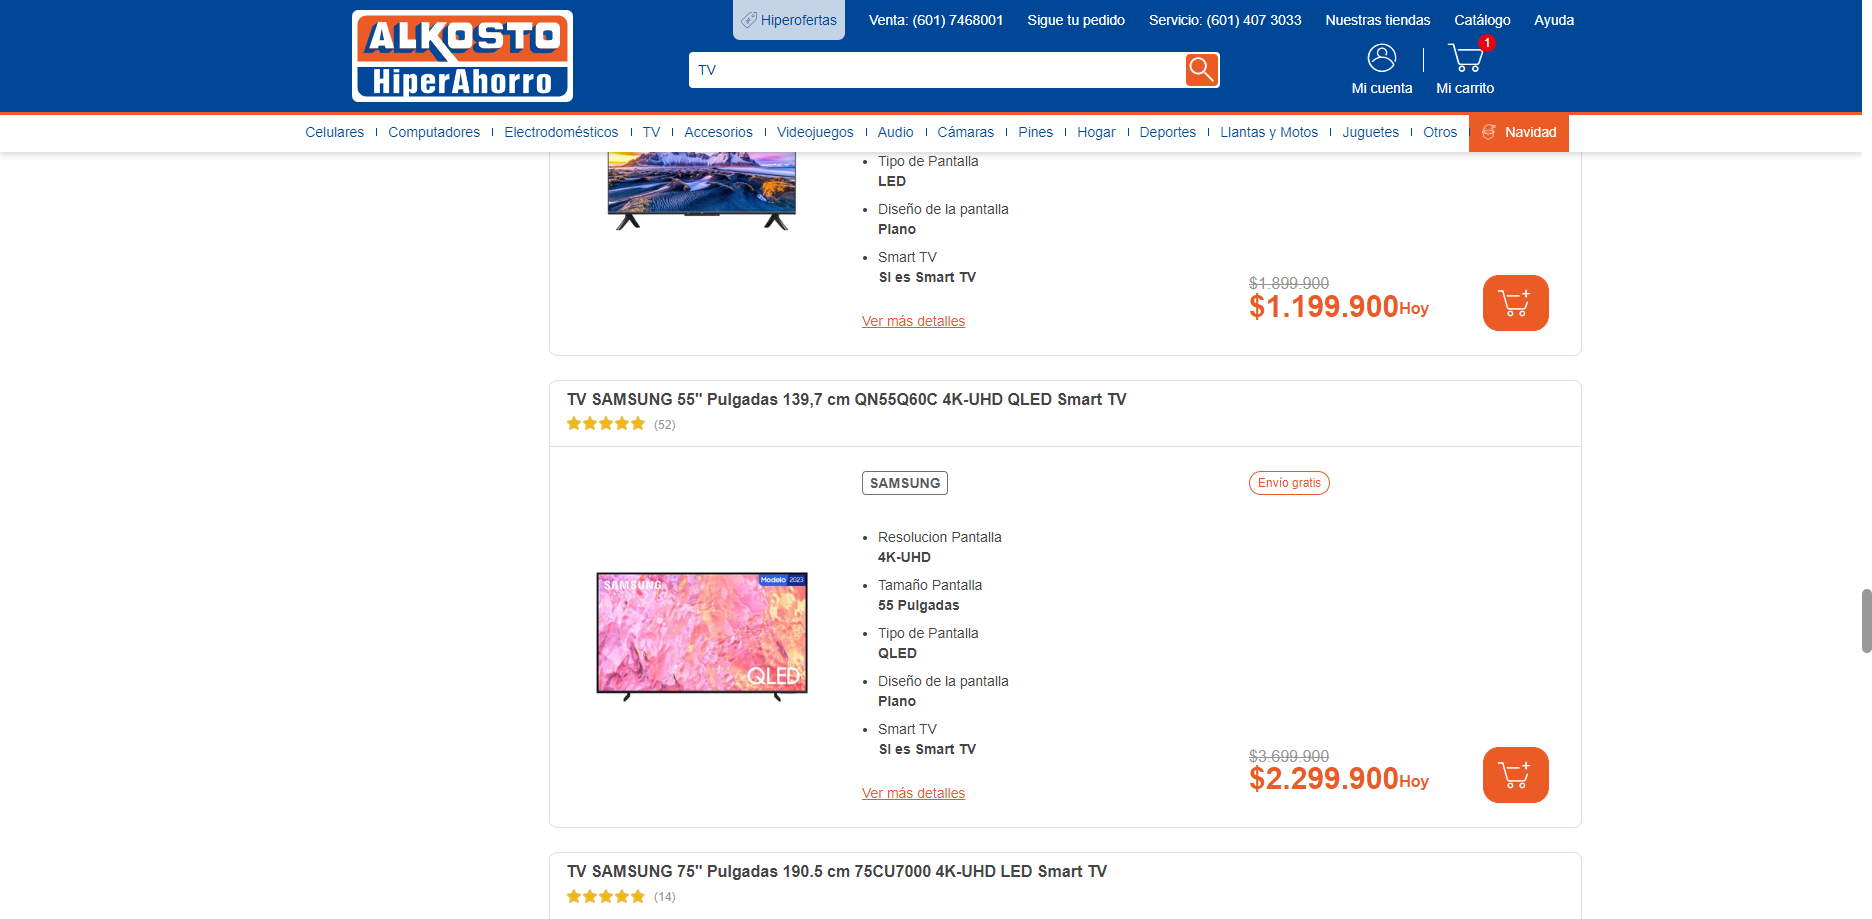 Hiperofertas
Venta: (601) 7468001
Sigue tu pedido
Servicio: (601) 407 3033
Nuestras tiendas
Catálogo
Ayuda
ALKOSTO
HiperAhorro
TV
1
Mi cuenta
Mi carrito
Celulares
Computadores
Electrodomésticos
TV
Accesorios
Videojuegos
Audio
Cámaras
Pines
Hogar
Deportes
Llantas y Motos
Juguetes
Otros
Navidad
Tipo de Pantalla
LED
Diseño de la pantalla
Plano
Smart TV
SI es Smart TV
$1.899.900
$1.199.900 Hoy
Ver más detalles
TV SAMSUNG 55" Pulgadas 139,7 cm QN55Q60C 4K-UHD QLED Smart TV
(52)
SAMSUNG
Envío gratis
Resolucion Pantalla
4K-UHD
Tamaño Pantalla
55 Pulgadas
Tipo de Pantalla
QLED
Diseño de la pantalla
Plano
Smart TV
SI es Smart TV
SAMSUNG
Modelo 2023
QLED
$3.699.900
$2.299.900 Hoy
Ver más detalles
TV SAMSUNG 75" Pulgadas 190.5 cm 75CU7000 4K-UHD LED Smart TV
(14)